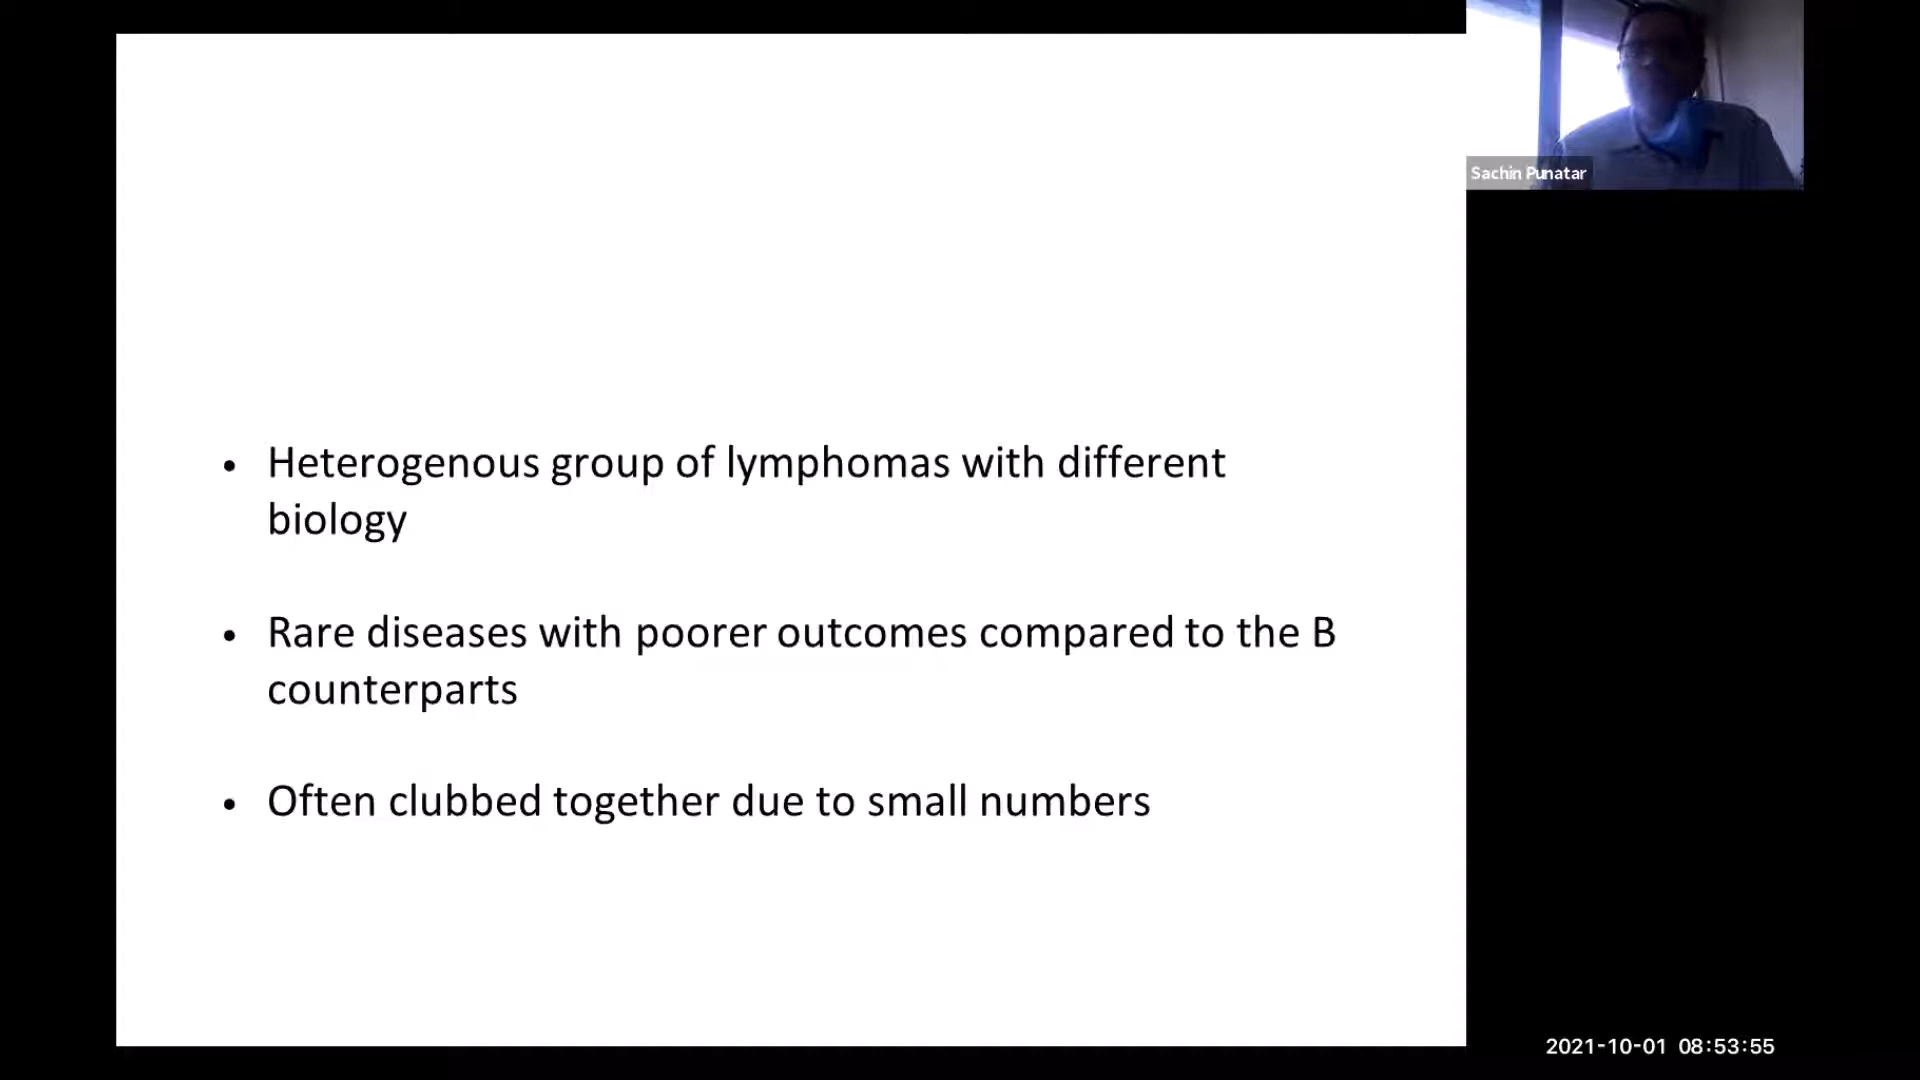 Sachin Punatar
• Heterogenous group of lymphomas with different
biology
• Rare diseases with poorer outcomes compared to the B
counterparts
• Often clubbed together due to small numbers
2021-10-01 08:53:55